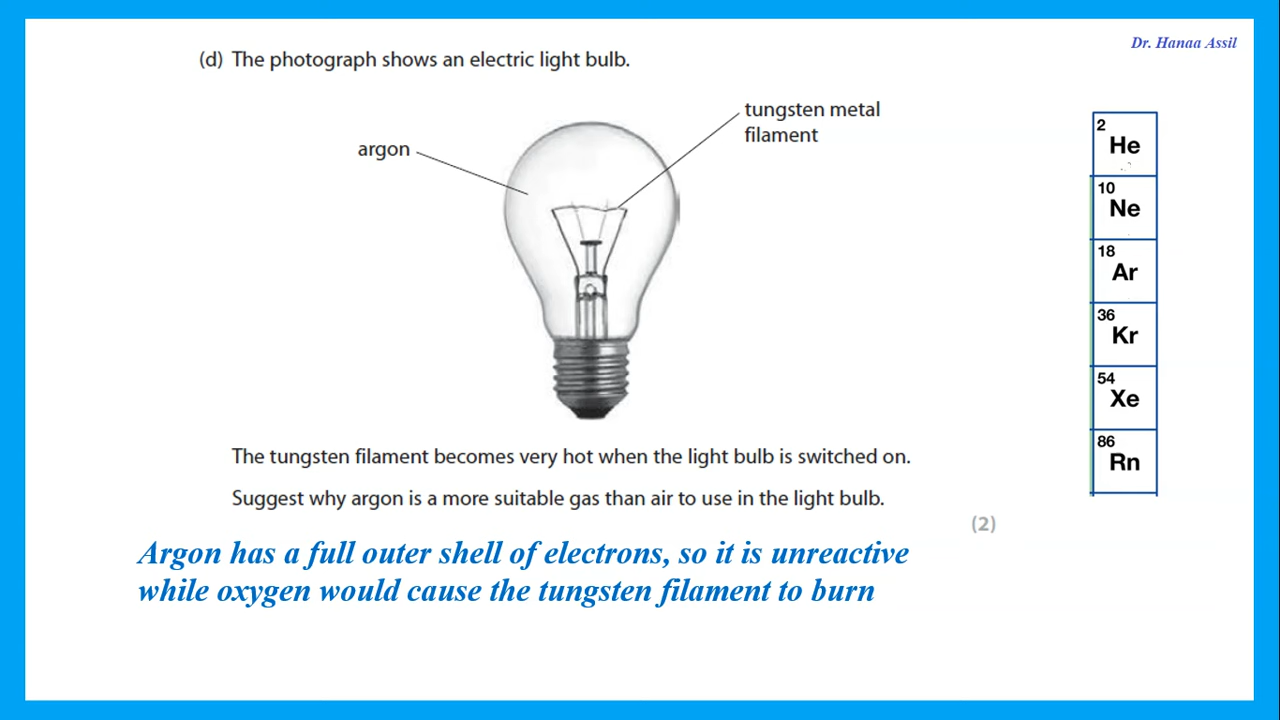 Dr. Hanaa Assil
(d) The photograph shows an electric light bulb.
tungsten metal
filament
argon
2
He
10
Ne
18
Ar
36
Kr
54
Xe
86
Rn
The tungsten filament becomes very hot when the light bulb is switched on.
Suggest why argon is a more suitable gas than air to use in the light bulb.
(2)
Argon has a full outer shell of electrons, so it is unreactive
while oxygen would cause the tungsten filament to burn